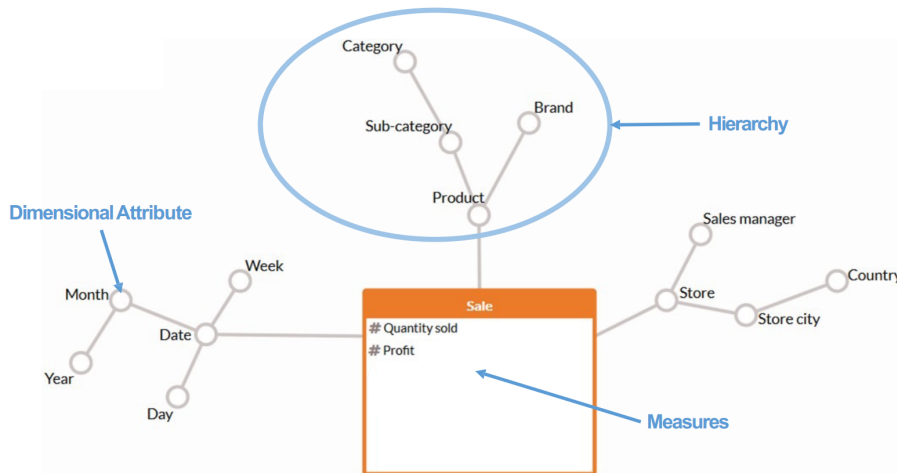 Category
Brand
Sub-category
Hierarchy
Product
Dimensional Attribute
Sales manager
Week
Country
Month
Store
Sale
Store city
Date
# Quantity sold
# Profit
Year
Day
Measures